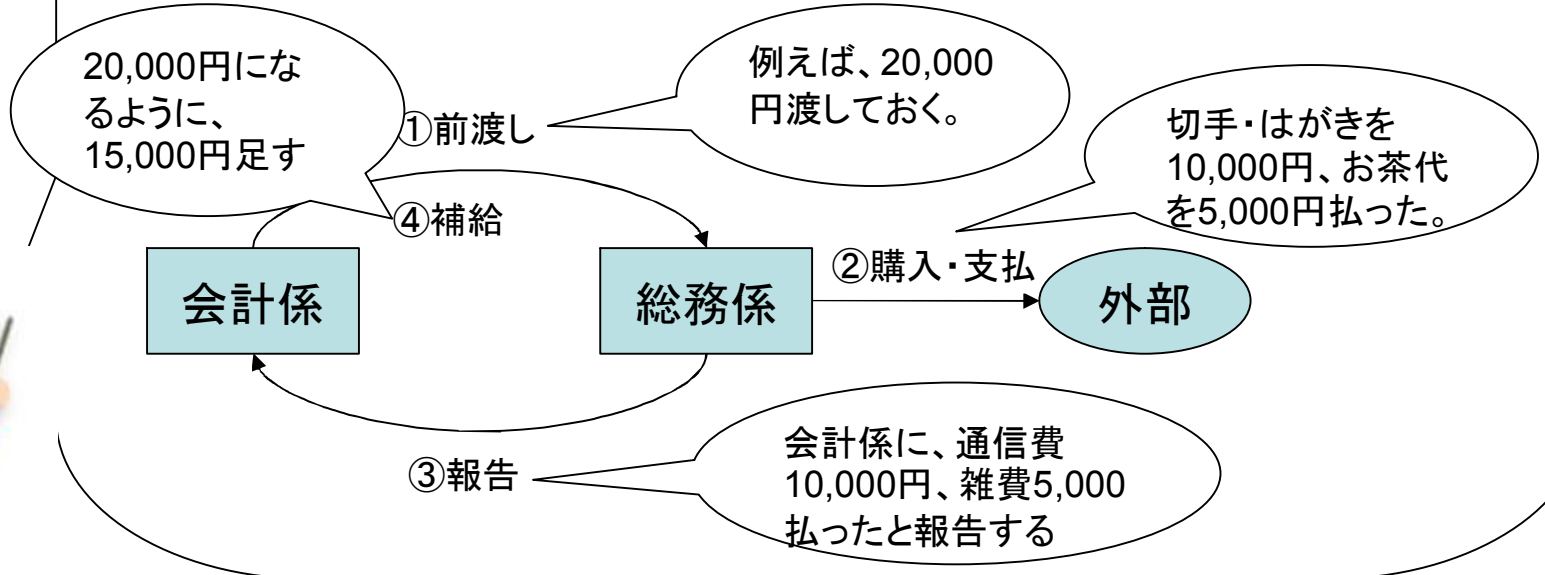 20,000円にな
るように、
15,000円足す
①前渡し
例えば、20,000
円渡しておく。
切手・はがきを
10,000円、お茶代
を5,000円払った。
④補給
②購入・支払
会計係
総務係
外部
③報告
会計係に、通信費
10,000円、雑費5,000
払ったと報告する